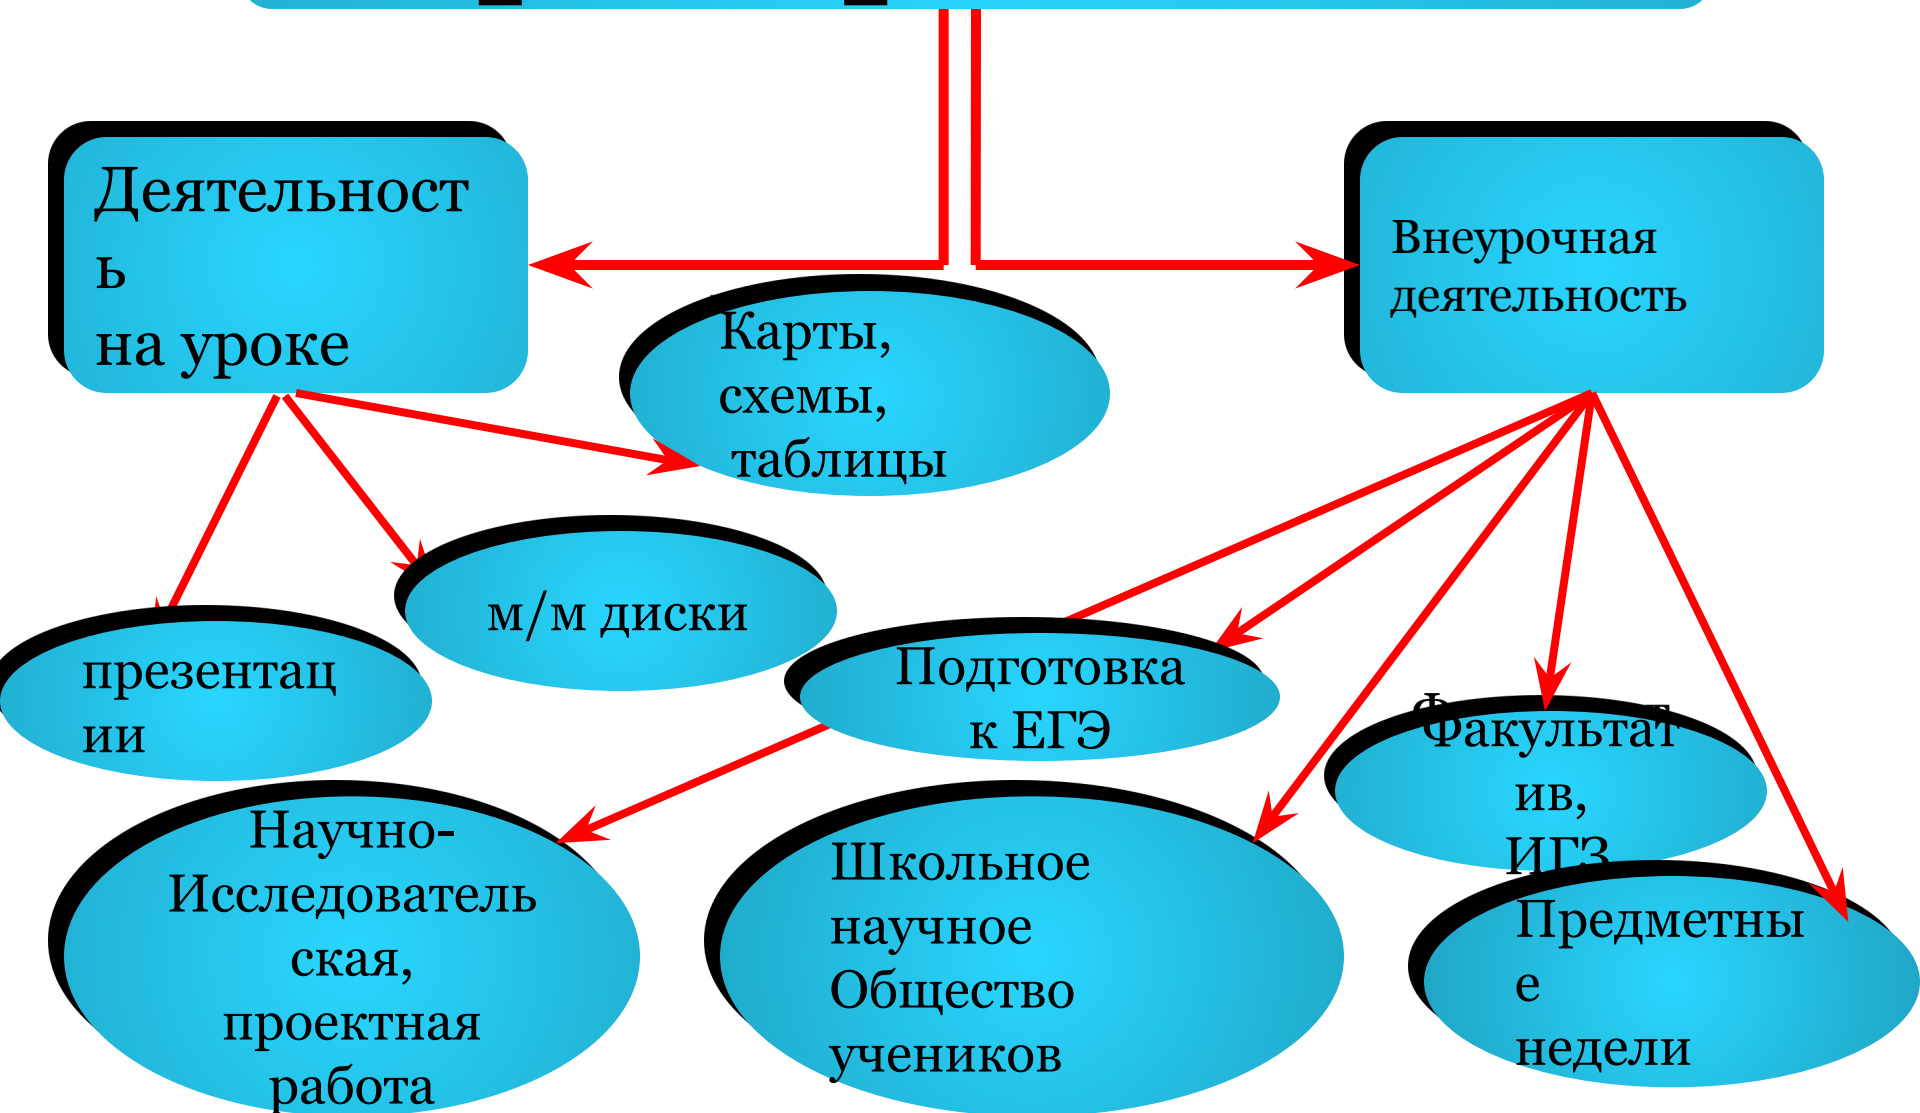 Деятельност
ь
на уроке
Внеурочная
деятельность
Карты,
схемы,
таблицы
м/м диски
презентац
ии
Подготовка
к ЕГЭ
Факультат
ив,
ИГЗ
Научно-
Исследователь
ская,
проектная
работа
Школьное
научное
Общество
учеников
Предметны
е
недели